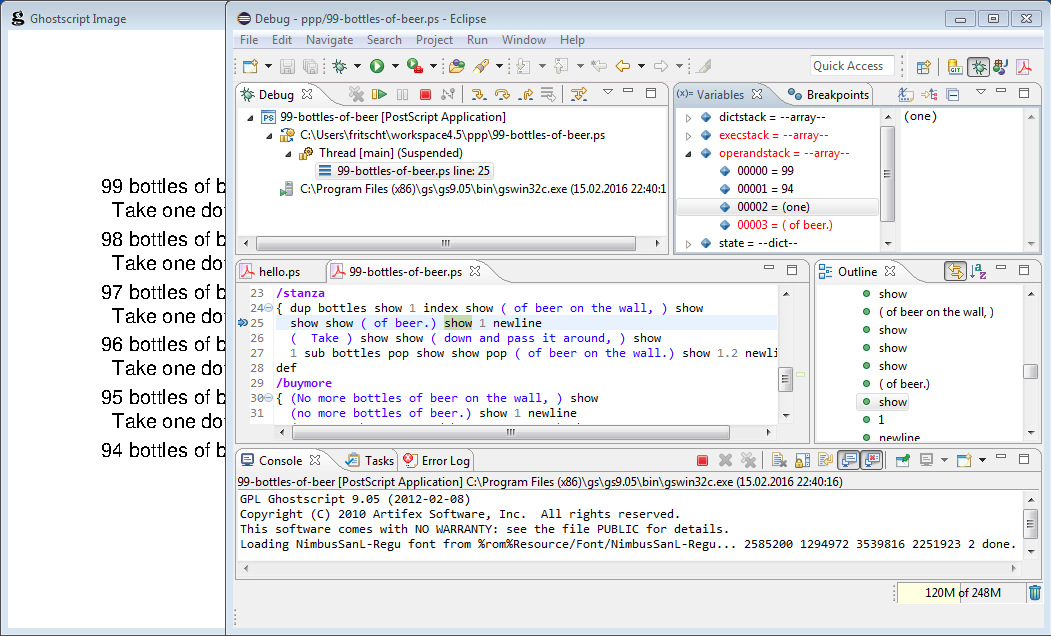 Ghostscript Image
99 bottles of b
Take one do
98 bottles of b
Take one do
97 bottles of b
Take one do
96 bottles of b
Take one do
95 bottles of b
Take one do
94 bottles of b
Debug - ppp/99-bottles-of-beer.ps - Eclipse
File Edit Navigate Search Project Run Window Help
Quick Access
GIT
Debug
99-bottles-of-beer [PostScript Application]
C:\Users\fritscht\workspace4.5\ppp\99-bottles-of-beer.ps
Thread [main] (Suspended)
99-bottles-of-beer.ps line: 25
C:\Program Files (x86)\gs\gs9.05\bin\gswin32c.exe (15.02.2016 22:40:1
(x)= Variables Breakpoints
dictstack = --array--
execstack = --array--
operandstack = --array--
00000 = 99
00001 = 94
00002 = (one)
00003 = ( of beer.)
state = --dict--
(one)
hello.ps 99-bottles-of-beer.ps
23 /stanza
24 { dup bottles show 1 index show ( of beer on the wall, ) show
25 show show ( of beer.) show 1 newline
26 ( Take ) show show ( down and pass it around, ) show
27 1 sub bottles pop show show pop ( of beer on the wall.) show 1.2 newli
28 def
29 /buymore
30 { (No more bottles of beer on the wall, ) show
31 (no more bottles of beer.) show 1 newline
Outline
show
( of beer on the wall, )
show
show
show
( of beer.)
show
1
newline
Console Tasks Error Log
99-bottles-of-beer [PostScript Application] C:\Program Files (x86)\gs\gs9.05\bin\gswin32c.exe (15.02.2016 22:40:16)
GPL Ghostscript 9.05 (2012-02-08)
Copyright (C) 2010 Artifex Software, Inc.  All rights reserved.
This software comes with NO WARRANTY: see the file PUBLIC for details.
Loading NimbusSanL-Regu font from %rom%Resource/Font/NimbusSanL-Regu... 2585200 1294972 3539816 2251923 2 done.
120M of 248M